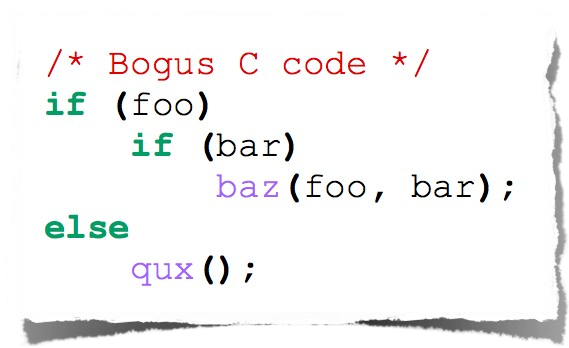 /* Bogus C code */
if (foo)
    if (bar)
        baz(foo, bar);
else
    qux();